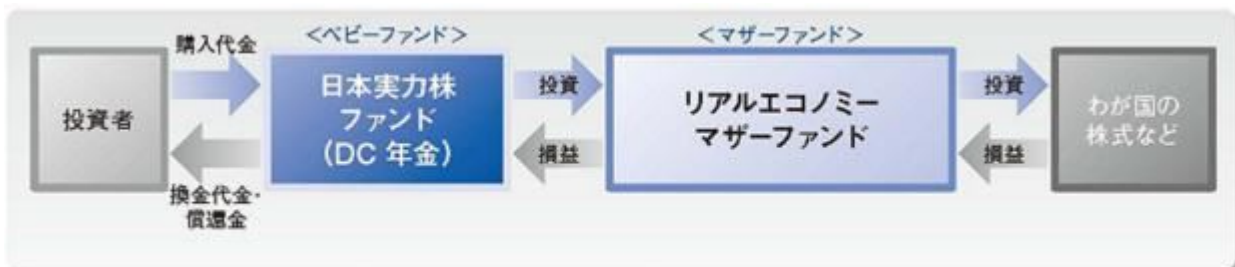 <ベビーファンド>
<マザーファンド>
購入代金
投資者
日本実力株
ファンド
(DC 年金)
投資
損益
リアルエコノミー
マザーファンド
投資
損益
わが国の
株式など
換金代金・
償還金